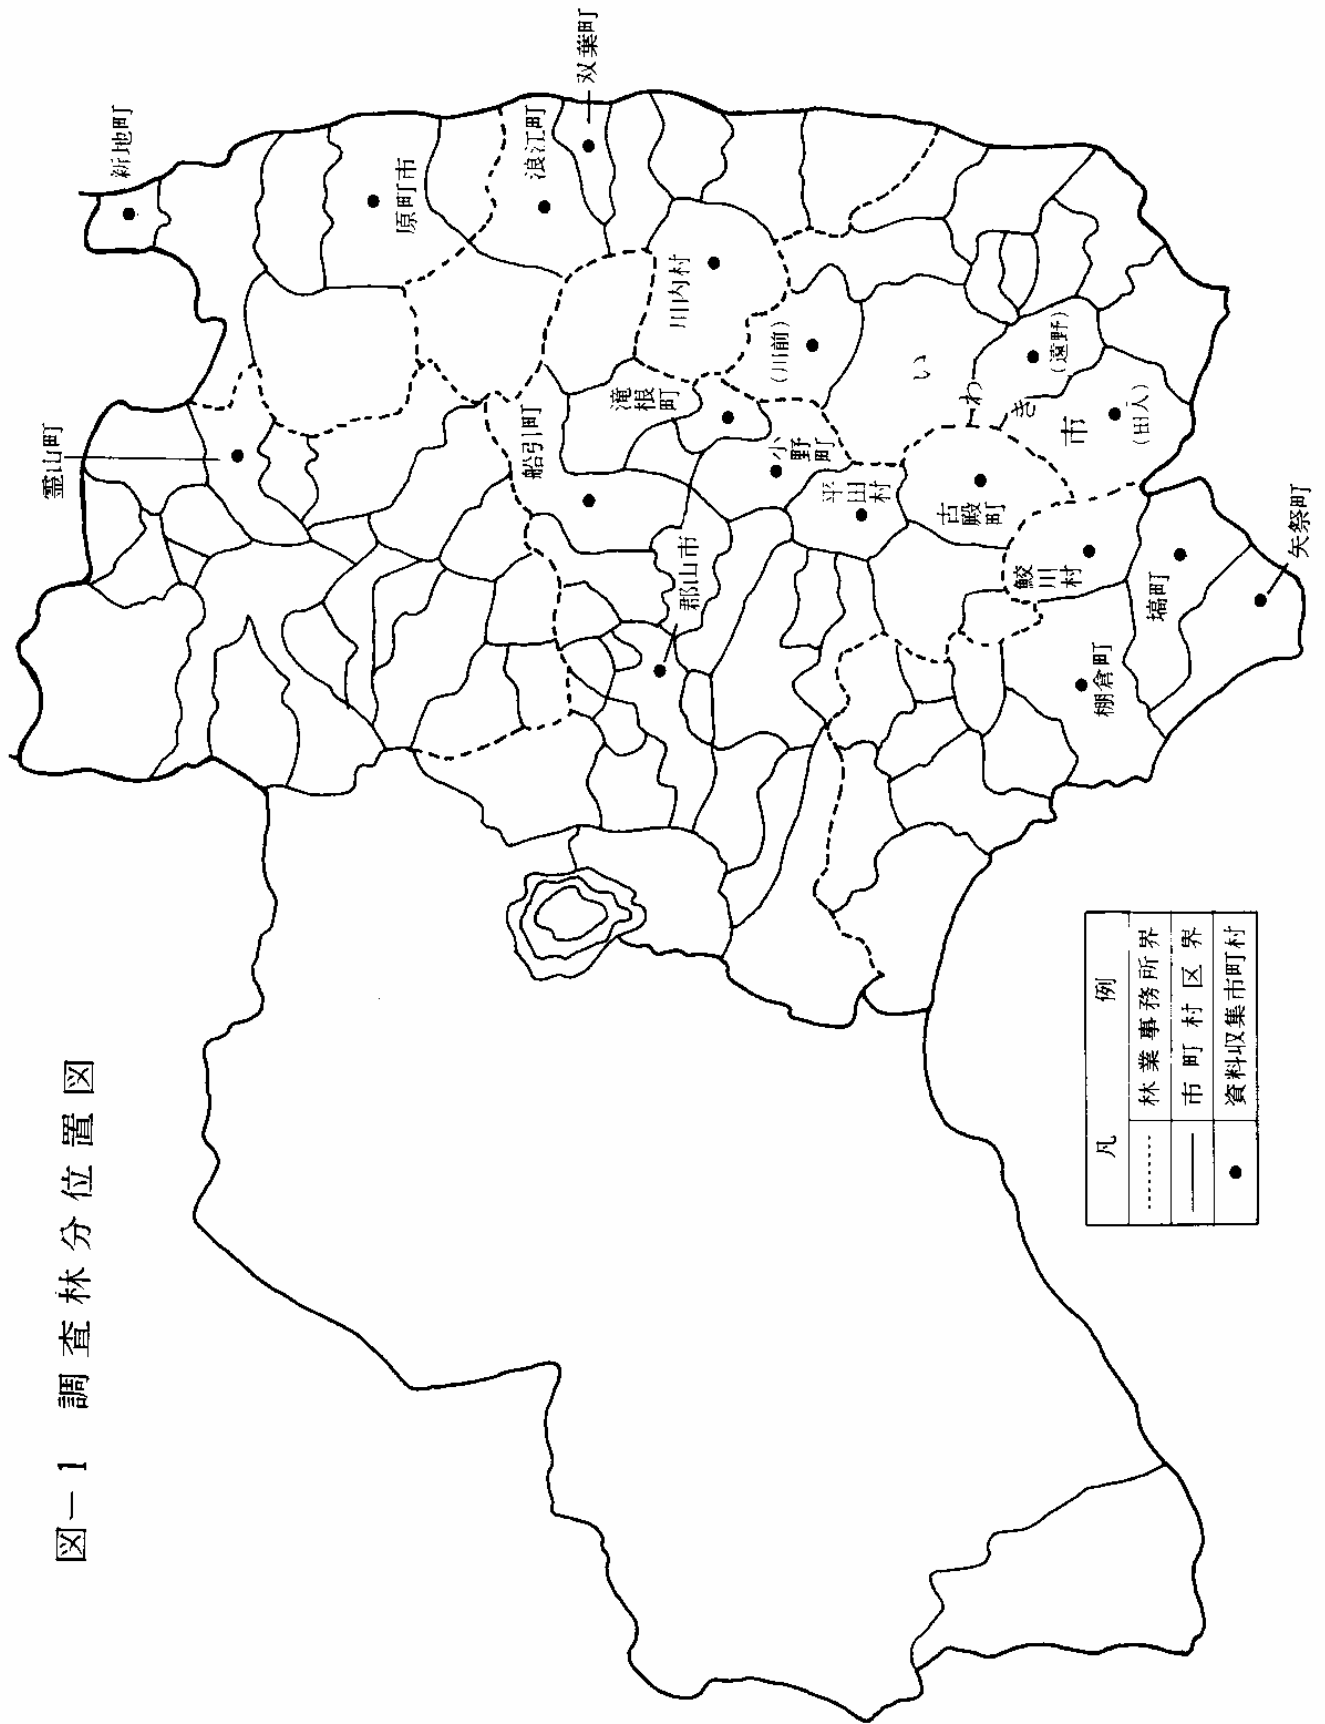 図－1 調査林分位置図
新地町
原町市
浪江町
双葉町
霊山町
川内村
(川前)
滝根町
船引町
小野町
平田村
郡山市
いわき市
(遠野)
(田人)
古殿町
鮫川村
塙町
棚倉町
矢祭町
凡例
林業事務所界
市町村区界
資料収集市町村